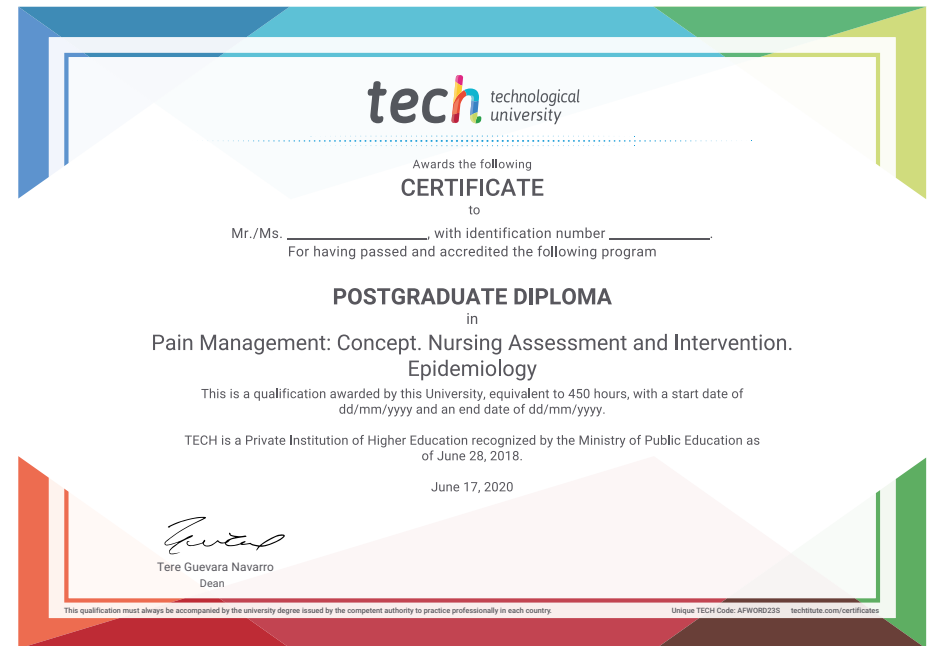 tech technological
university
Awards the following
CERTIFICATE
to
Mr./Ms. ____________________, with identification number ______________.
For having passed and accredited the following program
POSTGRADUATE DIPLOMA
in
Pain Management: Concept. Nursing Assessment and Intervention.
Epidemiology
This is a qualification awarded by this University, equivalent to 450 hours, with a start date of
dd/mm/yyyy and an end date of dd/mm/yyyy.
TECH is a Private Institution of Higher Education recognized by the Ministry of Public Education as
of June 28, 2018.
June 17, 2020
Tere Guevara Navarro
Dean
This qualification must always be accompanied by the university degree issued by the competent authority to practice professionally in each country. Unique TECH Code: AFWORD23S techtitute.com/certificates